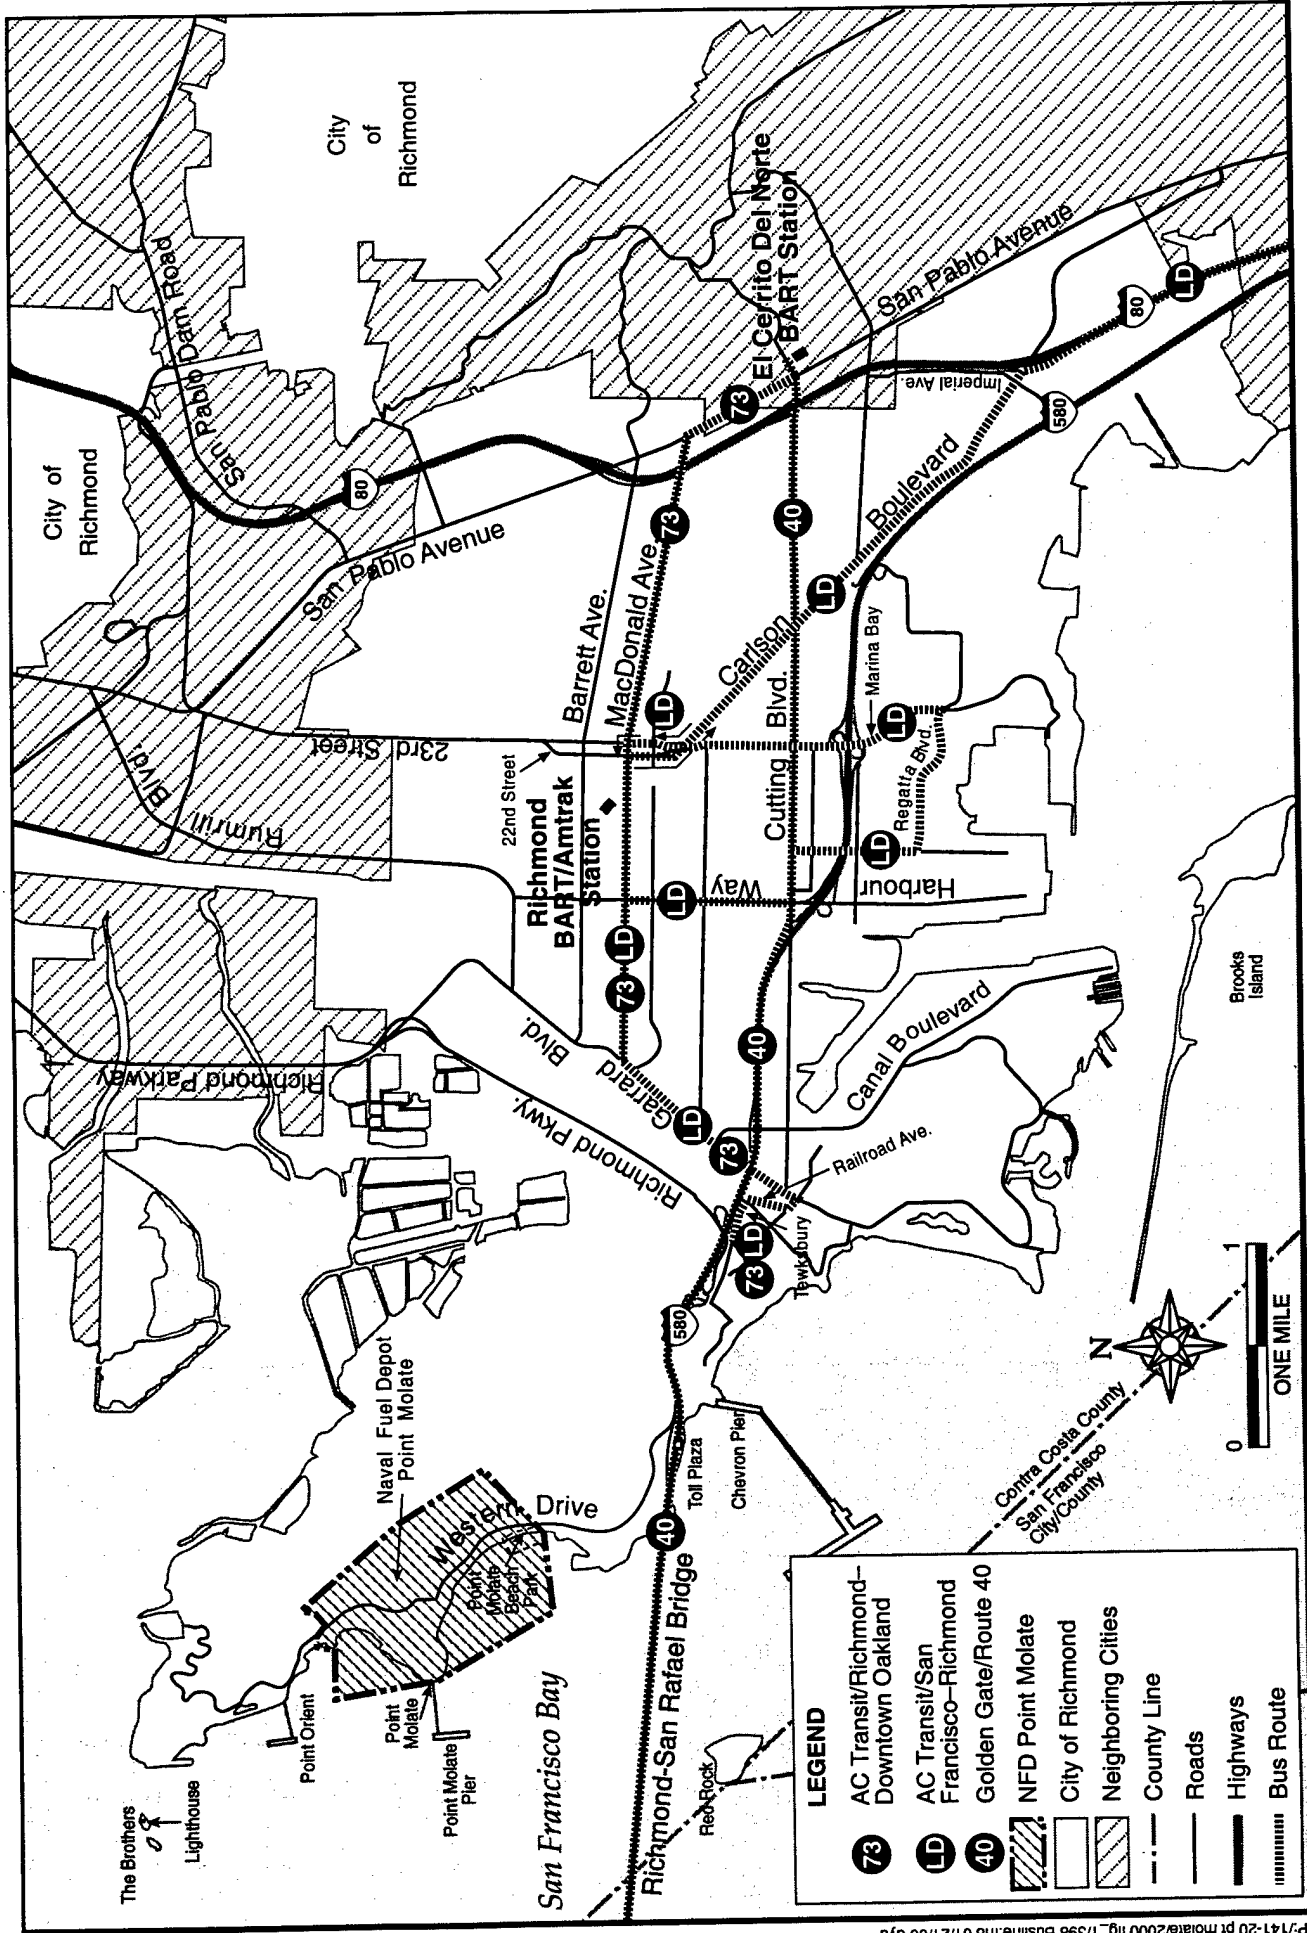 City
of
Richmond
City of
Richmond
San Pablo Dam Road
80
San Pablo Avenue
El Cerrito Del Norte
BART Station
San Pablo Avenue
80
LD
580
Imperial Ave.
73
73
40
Boulevard
LD
Carlson
Barrett Ave.
MacDonald Ave.
LD
Cutting Blvd.
Marina Bay
LD
Regatta Blvd.
23rd Street
22nd Street
Blvd.
Rumrill
Richmond
BART/Amtrak
Station
LD
LD
Way
Harbour
LD
73
40
Canal Boulevard
Brooks
Island
Richmond Parkway
Garrard Blvd.
LD
73
Richmond Pkwy.
Railroad Ave.
LD
73
Tewksbury
580
Naval Fuel Depot
Point Molate
Western Drive
Point
Molate
Beach
Park
Toll Plaza
Chevron Pier
40
Richmond-San Rafael Bridge
San Francisco Bay
Red Rock
Point Orient
Point
Molate
Point Molate
Pier
The Brothers
Lighthouse
N
0
1
ONE MILE
Contra Costa County
San Francisco
City/County
LEGEND
73
AC Transit/Richmond–
Downtown Oakland
LD
AC Transit/San
Francisco–Richmond
40
Golden Gate/Route 40
NFD Point Molate
City of Richmond
Neighboring Cities
County Line
Roads
Highways
Bus Route